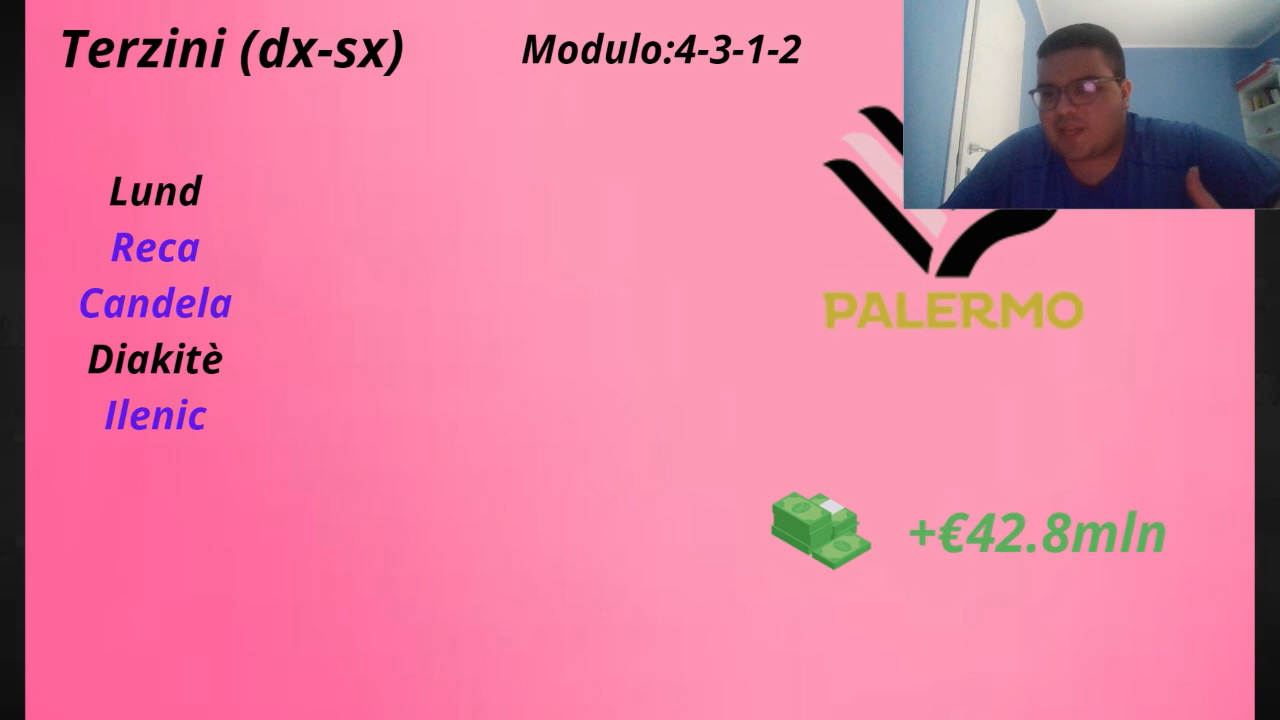 Terzini (dx-sx)
Modulo:4-3-1-2
Lund
Reca
Candela
Diakitè
Ilenic
PALERMO
+€42.8mln